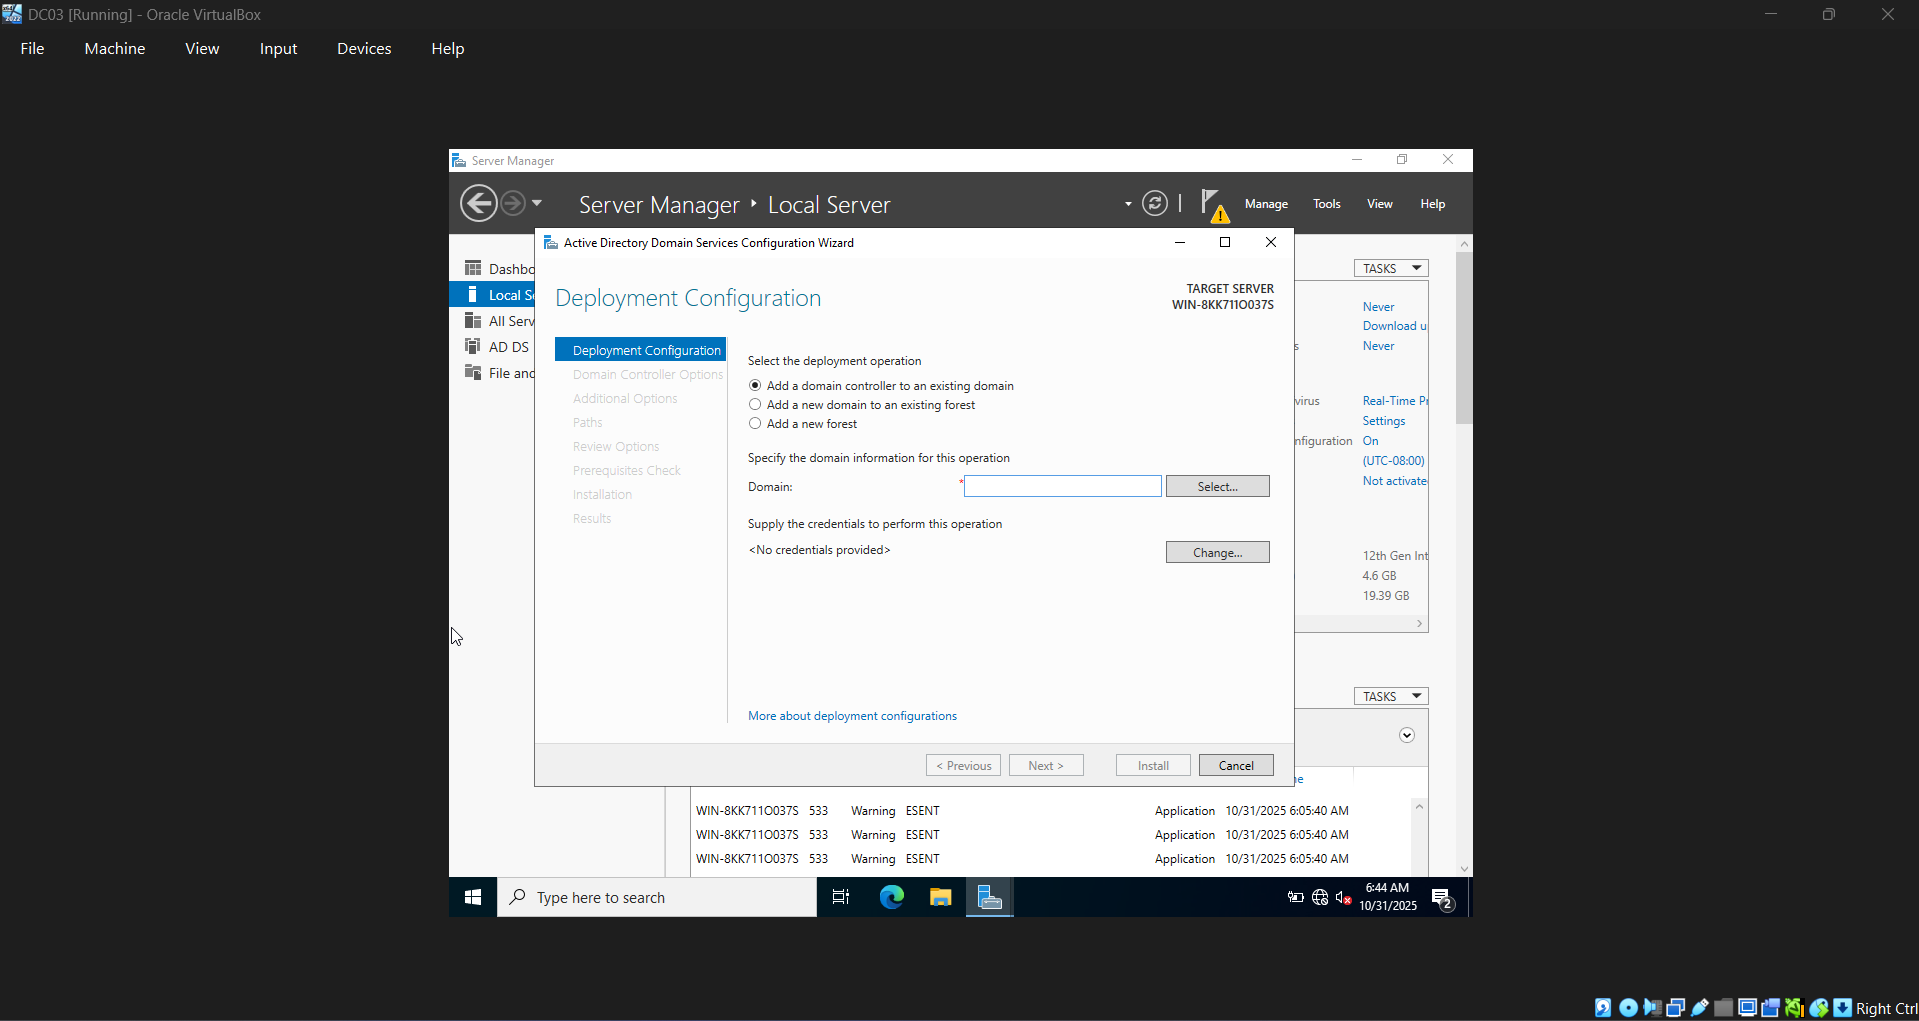 DC03 [Running] - Oracle VirtualBox
File Machine View Input Devices Help
Server Manager
Server Manager ‣ Local Server
Manage Tools View Help
Active Directory Domain Services Configuration Wizard
Dashbo
Local Se
All Serv
AD DS
File and
Deployment Configuration
TARGET SERVER
WIN-8KK7110037S
Deployment Configuration
Domain Controller Options
Additional Options
Paths
Review Options
Prerequisites Check
Installation
Results
Select the deployment operation
Add a domain controller to an existing domain
Add a new domain to an existing forest
Add a new forest
Specify the domain information for this operation
Domain: * Select...
Supply the credentials to perform this operation
<No credentials provided> Change...
More about deployment configurations
< Previous Next > Install Cancel
TASKS
Never
Download u
s Never
virus Real-Time Pr
Settings
nfiguration On
(UTC-08:00)
Not activate
12th Gen Int
4.6 GB
19.39 GB
TASKS
ne
WIN-8KK7110037S 533 Warning ESENT Application 10/31/2025 6:05:40 AM
WIN-8KK7110037S 533 Warning ESENT Application 10/31/2025 6:05:40 AM
WIN-8KK7110037S 533 Warning ESENT Application 10/31/2025 6:05:40 AM
Type here to search
6:44 AM
10/31/2025
2
Right Ctrl